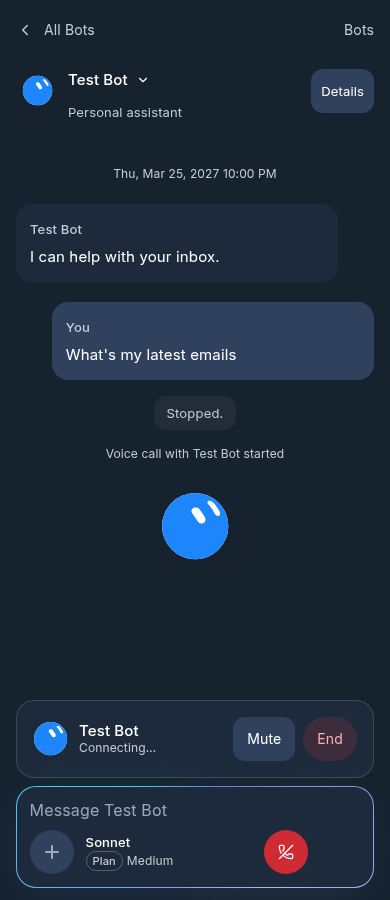 All Bots
Bots
Test Bot
Details
Personal assistant
Thu, Mar 25, 2027 10:00 PM
Test Bot
I can help with your inbox.
You
What's my latest emails
Stopped.
Voice call with Test Bot started
Test Bot
Connecting...
Mute
End
Message Test Bot
Sonnet
Plan Medium